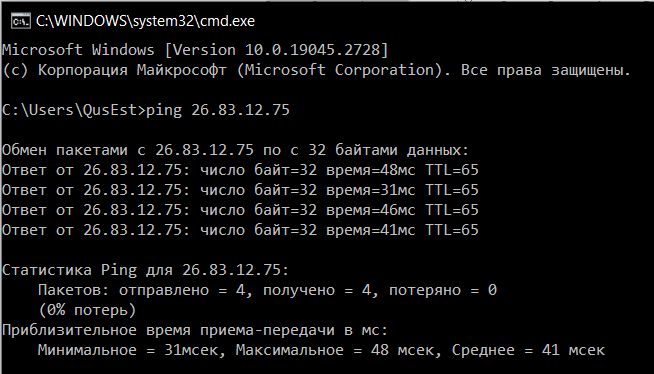 C:\WINDOWS\system32\cmd.exe
Microsoft Windows [Version 10.0.19045.2728]
(c) Корпорация Майкрософт (Microsoft Corporation). Все права защищены.
C:\Users\QusEst>ping 26.83.12.75
Обмен пакетами с 26.83.12.75 по с 32 байтами данных:
Ответ от 26.83.12.75: число байт=32 время=48мс TTL=65
Ответ от 26.83.12.75: число байт=32 время=31мс TTL=65
Ответ от 26.83.12.75: число байт=32 время=46мс TTL=65
Ответ от 26.83.12.75: число байт=32 время=41мс TTL=65
Статистика Ping для 26.83.12.75:
Пакетов: отправлено = 4, получено = 4, потеряно = 0
(0% потерь)
Приблизительное время приема-передачи в мс:
Минимальное = 31мсек, Максимальное = 48 мсек, Среднее = 41 мсек